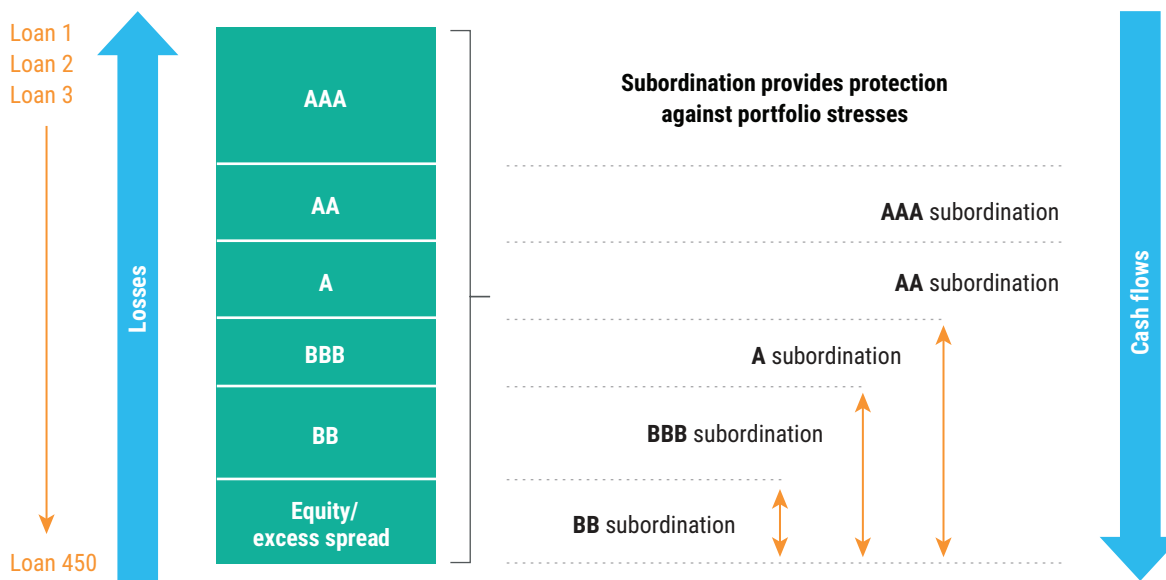 Loan 1
Loan 2
Loan 3
Loan 450
Losses
AAA
AA
A
BBB
BB
Equity/
excess spread
Subordination provides protection
against portfolio stresses
AAA subordination
AA subordination
A subordination
BBB subordination
BB subordination
Cash flows